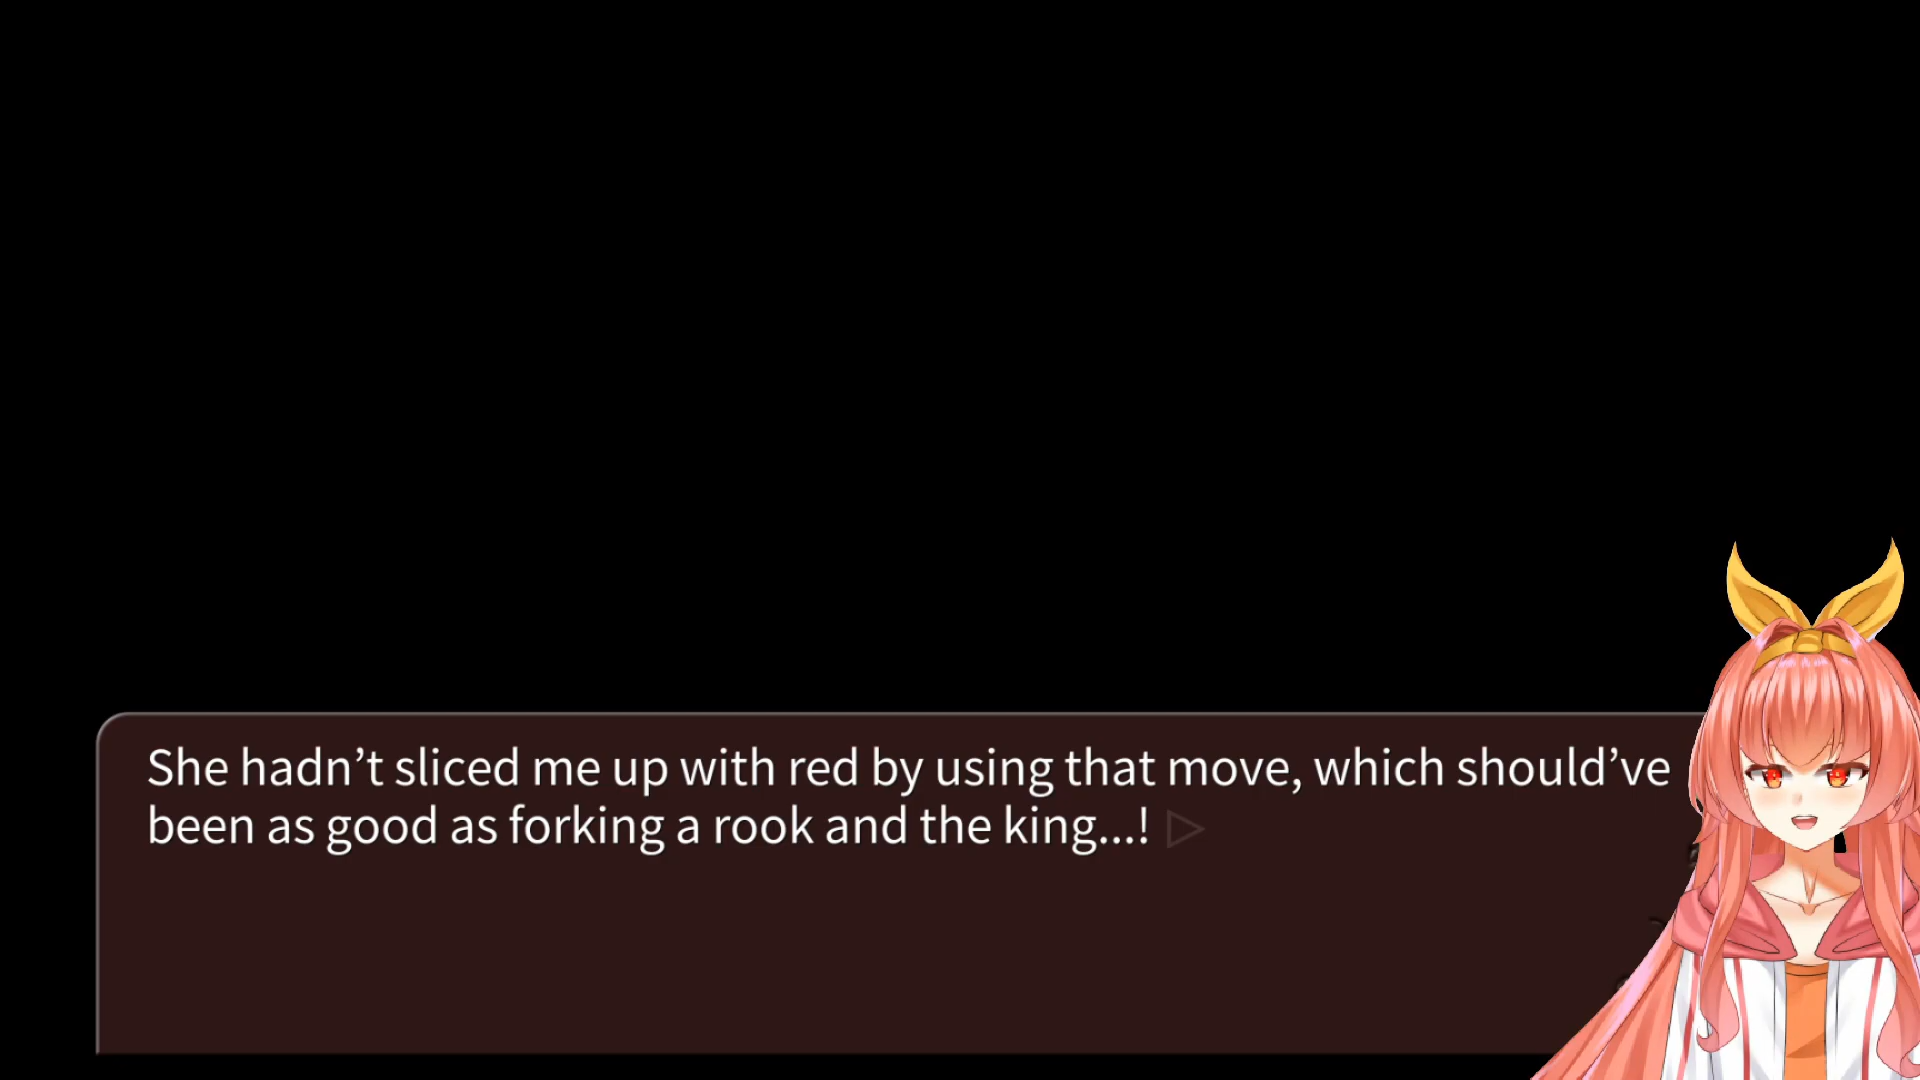 She hadn’t sliced me up with red by using that move, which should’ve
been as good as forking a rook and the king...!